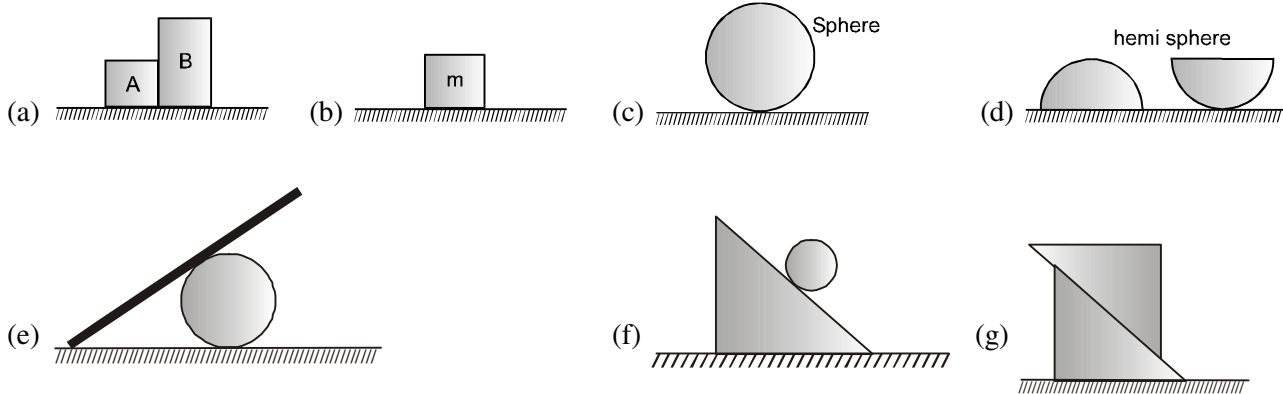 A
B
(a)
m
(b)
Sphere
(c)
hemi sphere
(d)
(e)
(f)
(g)